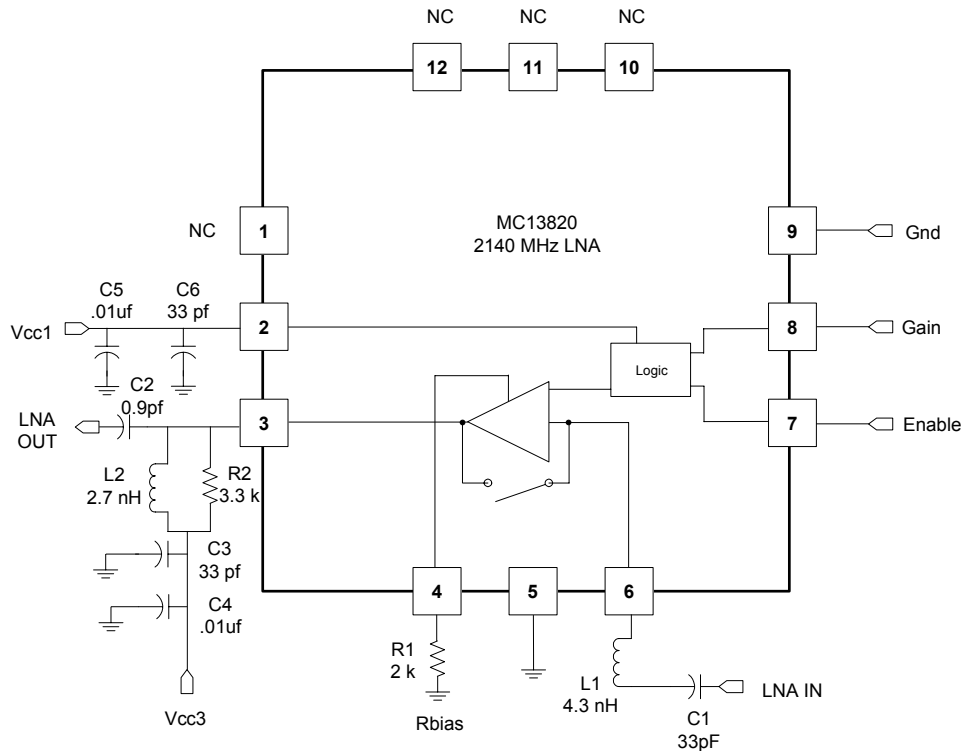 NC
NC
NC
12
11
10
NC
1
MC13820
2140 MHz LNA
9
Gnd
C5
.01uf
C6
33 pf
Vcc1
2
8
Gain
Logic
C2
0.9pf
LNA
OUT
3
7
Enable
L2
2.7 nH
R2
3.3 k
C3
33 pf
4
5
6
C4
.01uf
R1
2 k
L1
4.3 nH
LNA IN
Vcc3
Rbias
C1
33pF